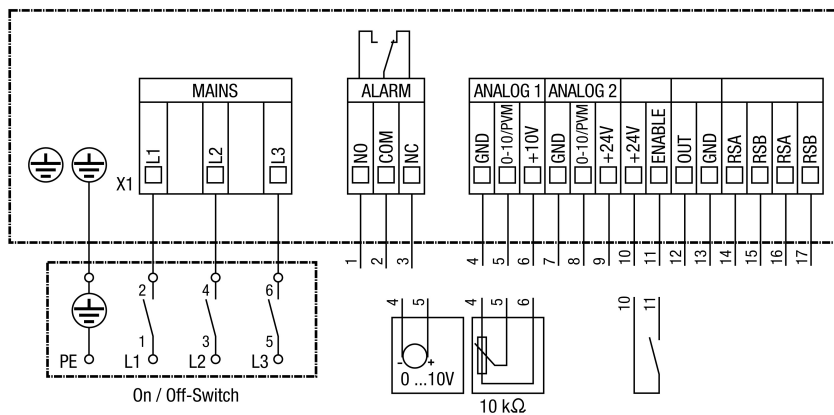 MAINS
ALARM
ANALOG 1 ANALOG 2
X1
L1
L2
L3
NO
COM
NC
GND
0-10/PVM
+10V
GND
0-10/PVM
+24V
+24V
ENABLE
OUT
GND
RSA
RSB
RSA
RSB
1 2 3 4 5 6 7 8 9 10 11 12 13 14 15 16 17
2 4 6
1 3 5
PE L1 L2 L3
On / Off-Switch
4 5
- +
0 ...10V
4 5 6
10 kΩ
10 11